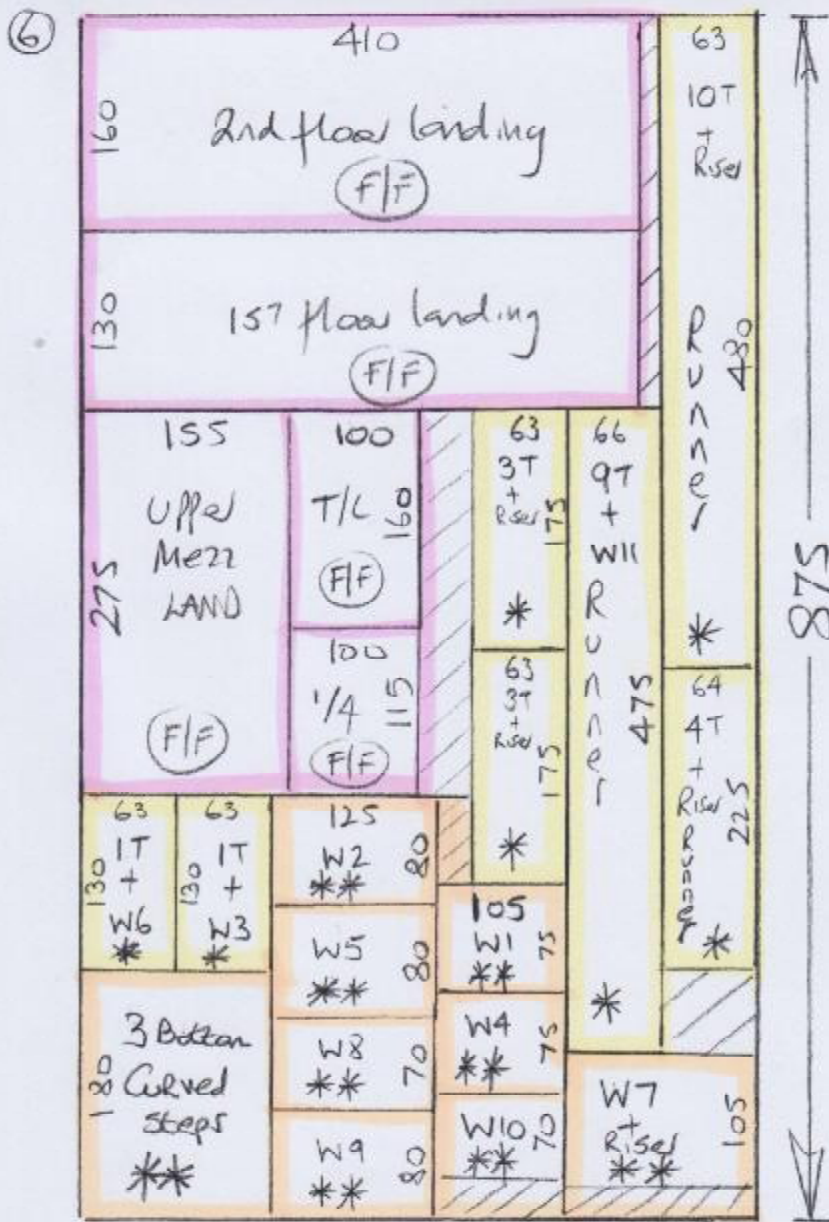 6
410
160
2nd floor landing
F/F
130
1ST floor landing
F/F
63
10T
+
Riser
Runner
480
875
155
275
Upper
Mezz
LAND
F/F
100
T/L
160
F/F
100
1/4
115
F/F
63
3T
+
Riser
175
*
63
3T
+
Riser
175
*
66
9T
+
W11
Runner
475
*
*
64
4T
+
Riser
Runner
225
*
63
1T
+
W6
130
*
63
1T
+
W3
130
*
125
W2
80
**
W5
80
**
W8
70
**
W9
80
**
105
W1
75
**
W4
75
**
W10
70
**
180
3 Bottom
Curved
Steps
**
W7
+
Riser
105
**